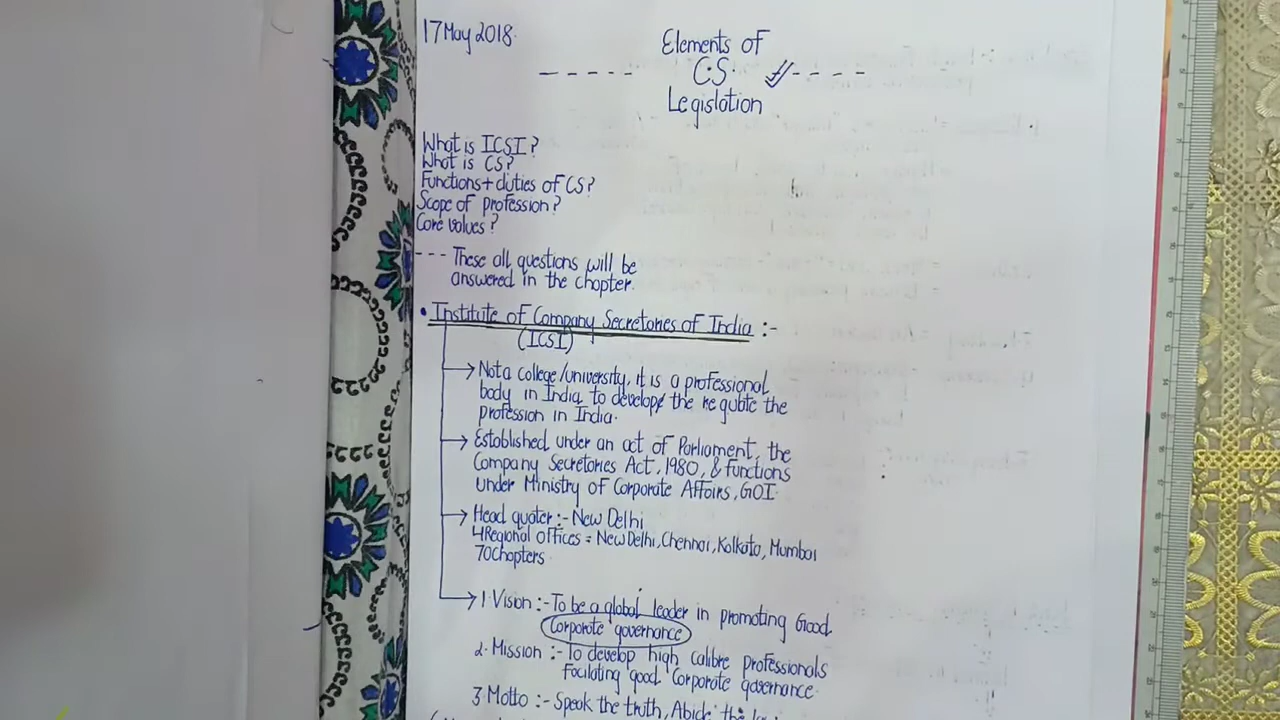 17 May 2018.
Elements of
C.S.
Legislation
What is ICSI?
What is CS?
Functions+ duties of CS?
Scope of profession?
Core values?
--- These all questions will be
answered in the chapter.
• Institute of Company Secretaries of India :-
(ICSI)
→ Not a college/university, it is a professional
body in India to develop the re gulate the
profession in India.
→ Established under an act of Parliament, the
Company Secretaries Act, 1980, & functions
under Ministry of Corporate Affairs, GOI.
→ Head quater :- New Delhi
4 Regional offices = New Delhi, Chennai, Kolkata, Mumbai
70 Chapters
→ 1 Vision :- To be a global leader in promoting Good
Corporate governance
2. Mission :- To develop high calibre professionals
Facilating good Corporate governance.
3 Motto :- Speak the truth, Abide the